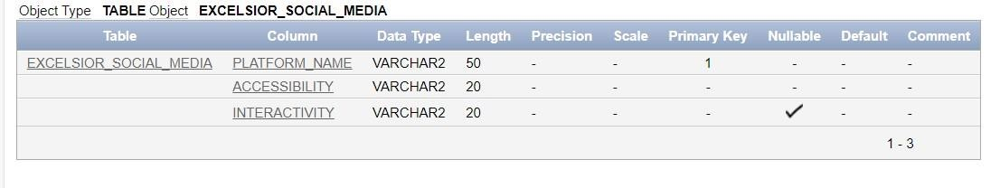 Object Type TABLE Object EXCELSIOR_SOCIAL_MEDIA
Table Column Data Type Length Precision Scale Primary Key Nullable Default Comment
EXCELSIOR_SOCIAL_MEDIA PLATFORM_NAME VARCHAR2 50 - - 1 - - -
ACCESSIBILITY VARCHAR2 20 - - - - - -
INTERACTIVITY VARCHAR2 20 - - - ✓ - -
1 - 3